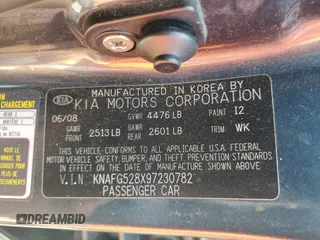 MANUFACTURED IN KOREA BY
KIA KIA MOTORS CORPORATION
06/08 GVWR 4476 LB PAINT I2
GAWR FRT 2513 LB GAWR 2601 LB TRIM WK
THIS VEHICLE CONFORMS TO ALL APPLICABLE U.S.A FEDERAL
MOTOR VEHICLE SAFETY, BUMPER, AND THEFT PREVENTION
STANDARDS IN EFFECT ON THE DATE OF MANUFACTURE
SHOWN ABOVE.
V.I.N KNAFG528X97230782
PASSENGER CAR
CHARGEMENT
DREAMBID